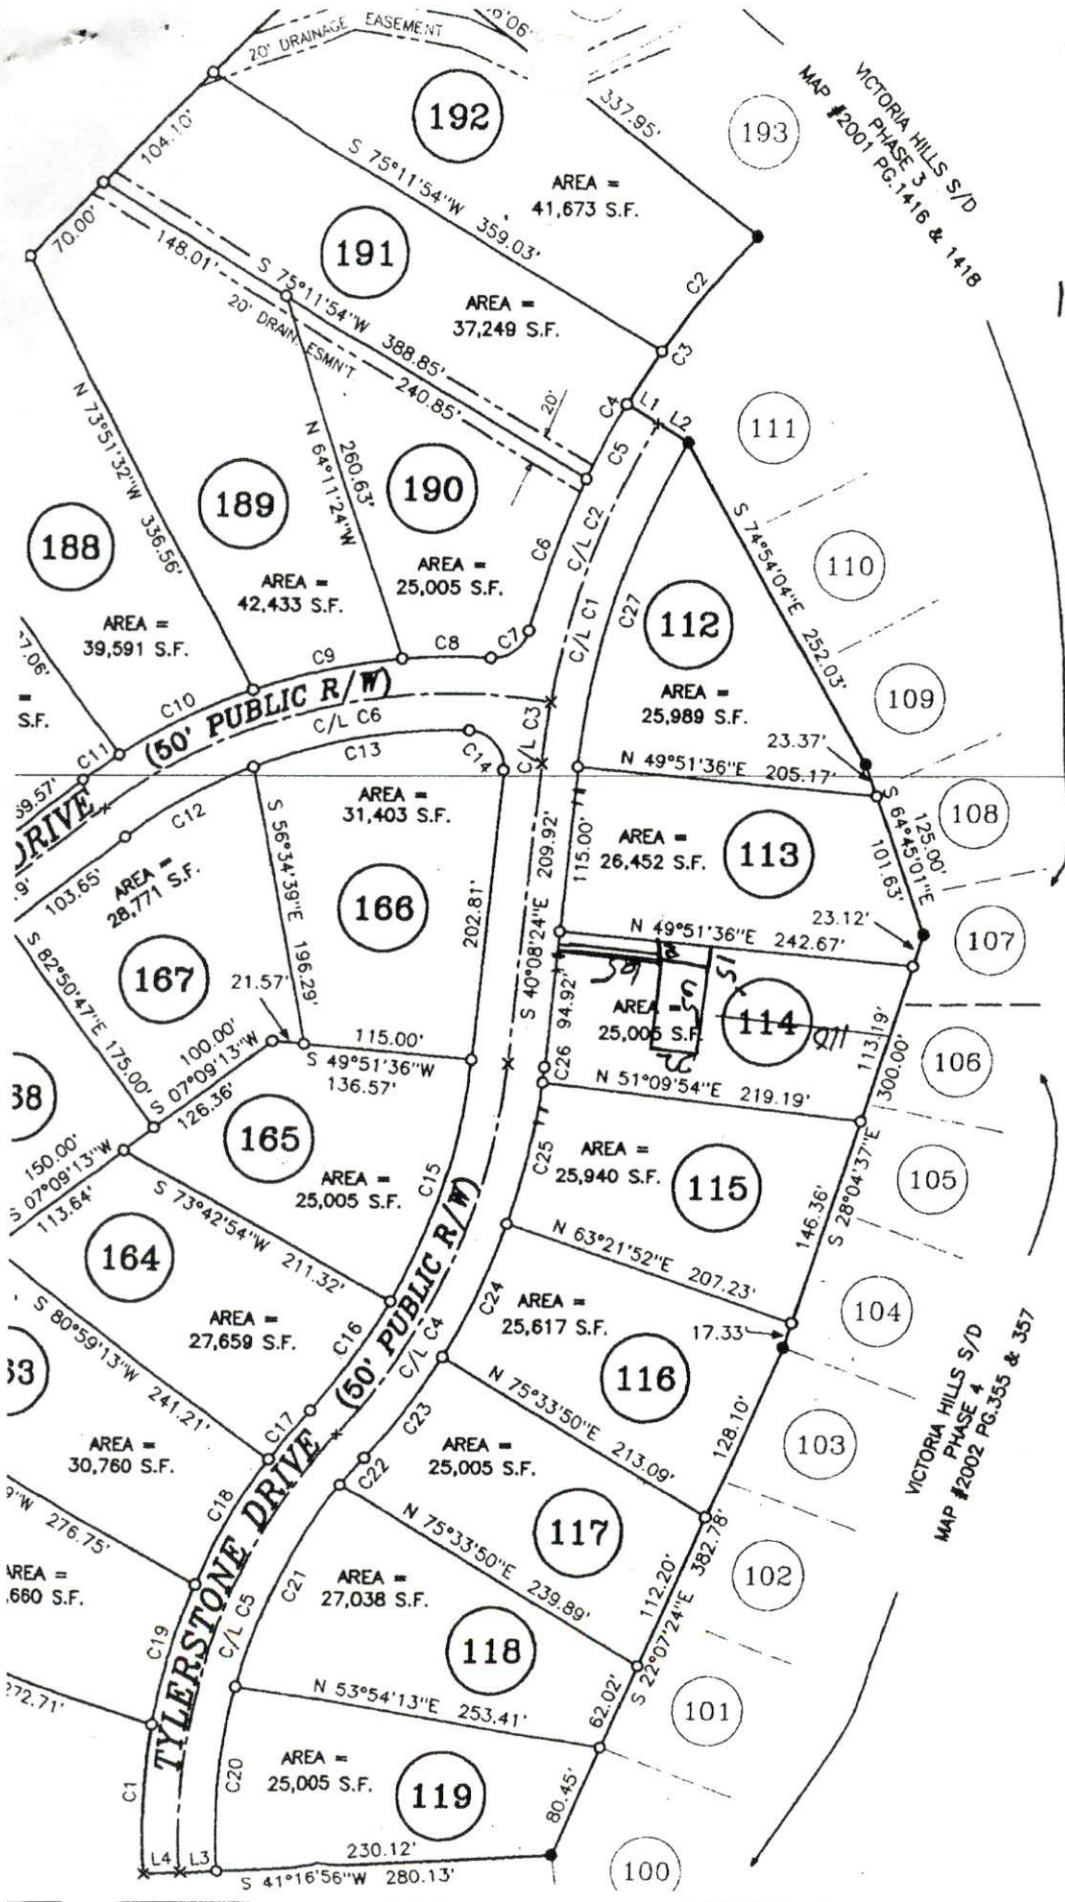 20' DRAINAGE EASEMENT
192
AREA =
41,673 S.F.
337.95'
193
VICTORIA HILLS S/D
PHASE 3
MAP #2001 PG.1416 & 1418
104.10'
S 75°11'54"W 359.03'
70.00'
191
AREA =
37,249 S.F.
C2
C3
148.01'
S 75°11'54"W 388.85'
20' DRAIN. ESMN'T
240.85'
20'
C4
L1
L2
C5
111
N 73°51'32"W 336.56'
189
AREA =
42,433 S.F.
260.63'
N 64°11'24"W
190
AREA =
25,005 S.F.
C6
C/L C2
S 74°54'04"E 252.03'
110
188
AREA =
39,591 S.F.
C7
C8
C9
C10
C11
C/L C1
C27
112
AREA =
25,989 S.F.
109
=
S.F.
(50' PUBLIC R/W)
C/L C6
C/L C3
C13
C14
C12
23.37'
N 49°51'36"E 205.17'
108
DRIVE
103.65'
AREA =
28,771 S.F.
167
S 56°34'39"E 196.29'
AREA =
31,403 S.F.
166
202.81'
S 40°08'24"E 209.92'
115.00'
AREA =
26,452 S.F.
113
S 64°45'01"E
125.00'
101.63'
23.12'
107
N 49°51'36"E 242.67'
S 82°50'47"E 175.00'
21.57'
100.00'
S 07°09'13"W
126.36'
115.00'
S 49°51'36"W
136.57'
94.92'
AREA =
25,005 S.F.
114
15'
22
110
113.19'
300.00'
106
C26
N 51°09'54"E 219.19'
150.00'
S 07°09'13"W
113.64'
165
AREA =
25,005 S.F.
C15
C25
AREA =
25,940 S.F.
115
146.36'
S 28°04'37"E
105
164
S 73°42'54"W 211.32'
AREA =
27,659 S.F.
N 63°21'52"E 207.23'
17.33'
104
C16
(50' PUBLIC R/W)
C/L C4
C24
AREA =
25,617 S.F.
116
S 80°59'13"W 241.21'
C17
C23
N 75°33'50"E 213.09'
128.10'
103
VICTORIA HILLS S/D
PHASE 4
MAP #2002 PG.355 & 357
AREA =
30,760 S.F.
C18
C22
AREA =
25,005 S.F.
117
276.75'
C19
TYLERSTONE DRIVE
C/L C5
C21
N 75°33'50"E 239.89'
AREA =
27,038 S.F.
118
112.20'
S 22°07'24"E 382.78'
102
AREA =
,660 S.F.
272.71'
N 53°54'13"E 253.41'
62.02'
101
C1
C20
AREA =
25,005 S.F.
119
80.45'
L4
L3
230.12'
S 41°16'56"W 280.13'
100